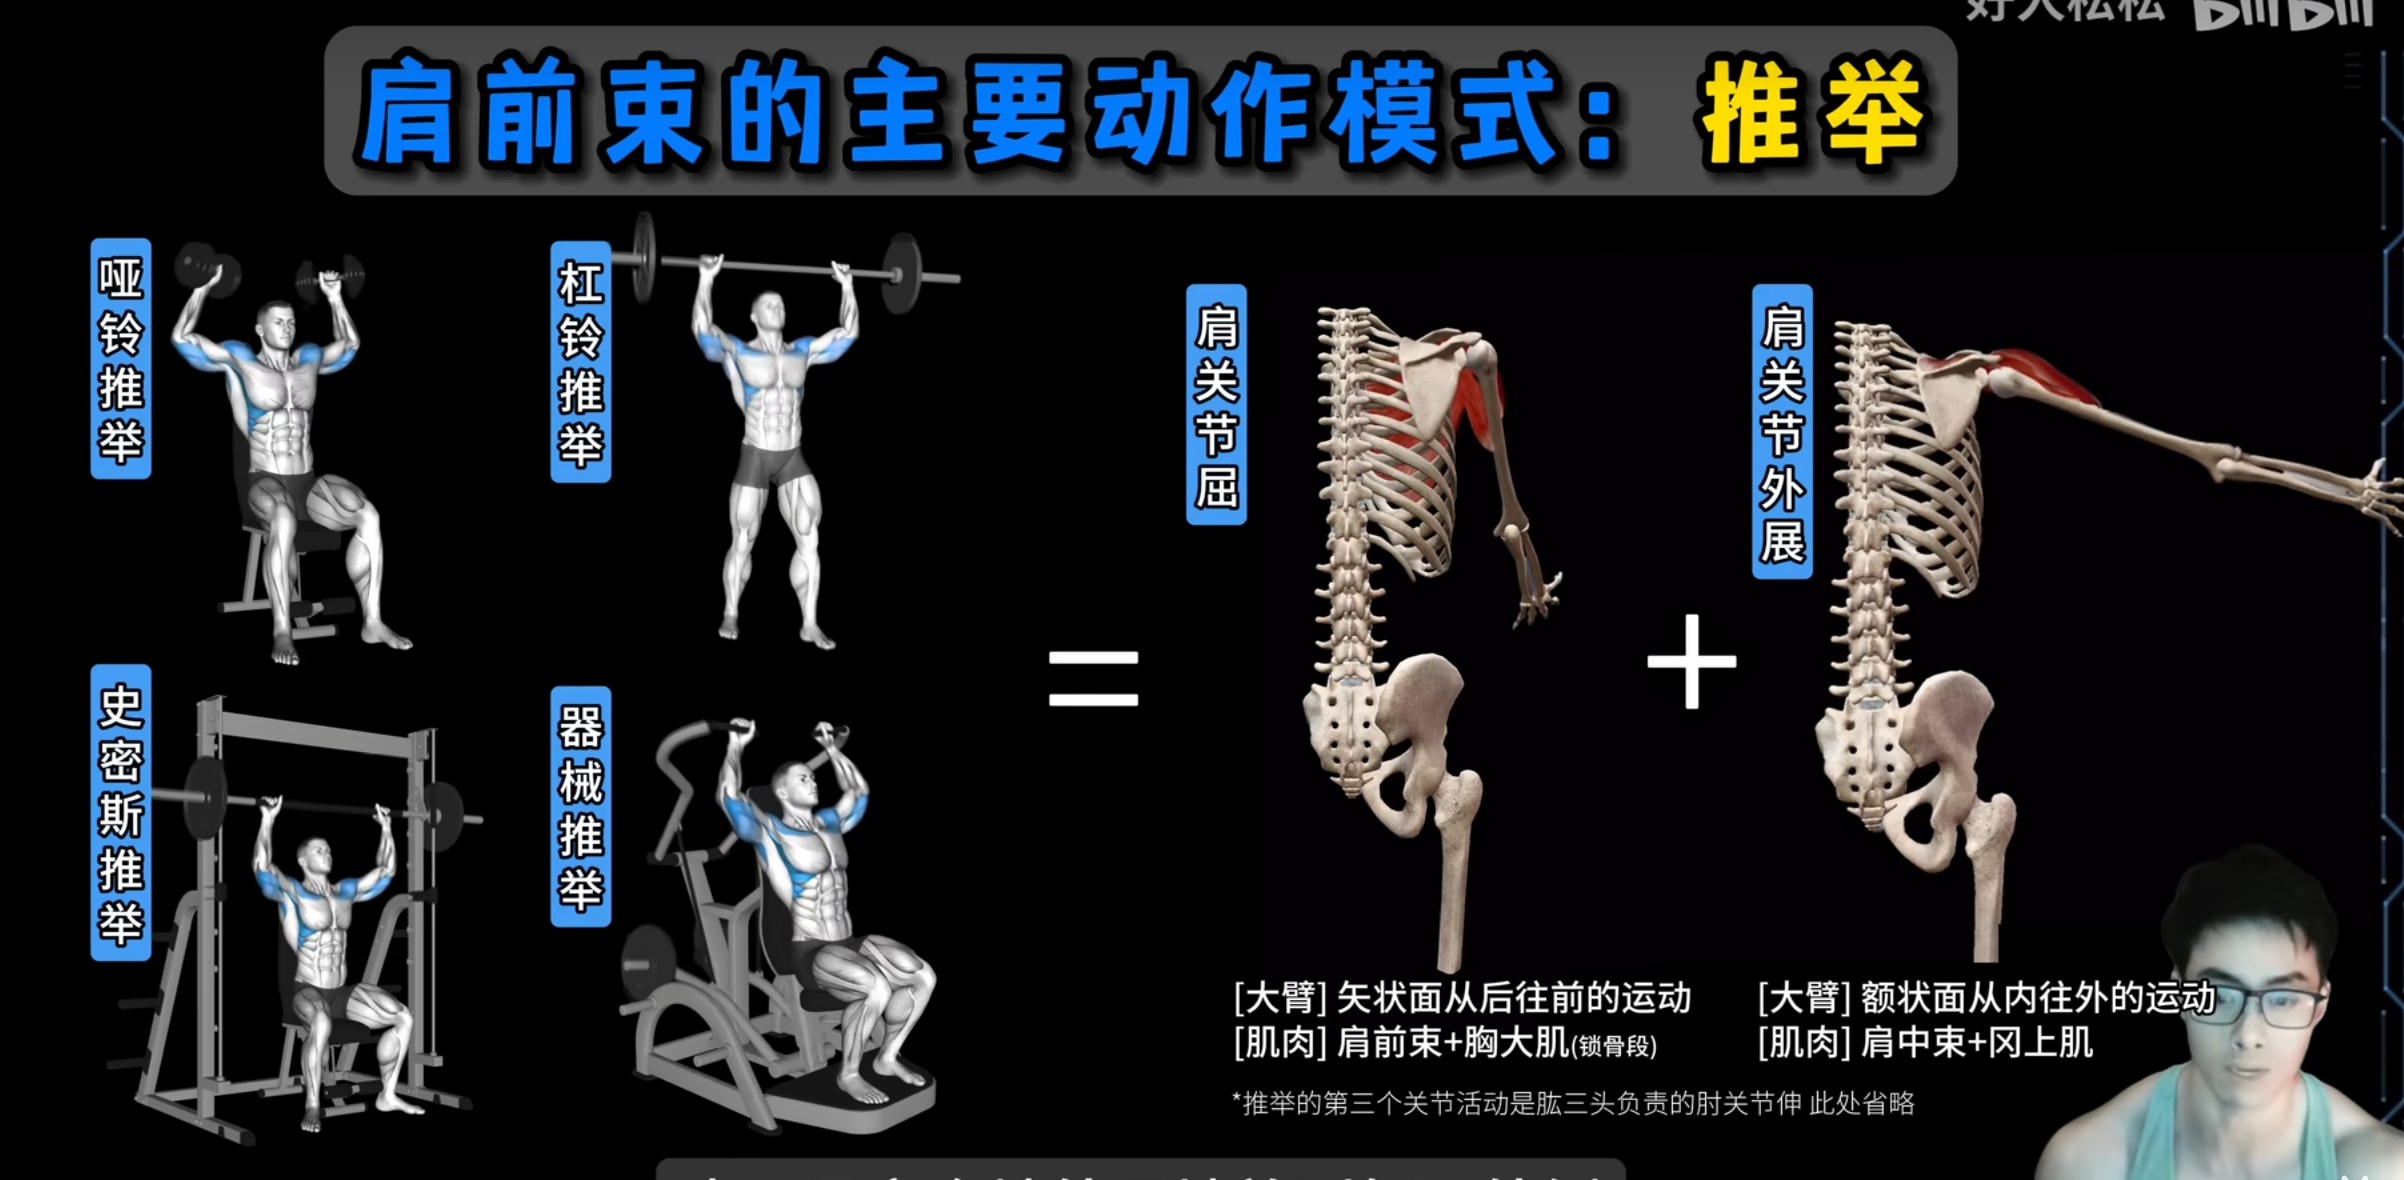 好人松松 bilibili
肩前束的主要动作模式：推举
哑铃推举
杠铃推举
史密斯推举
器械推举
=
肩关节屈
+
肩关节外展
[大臂] 矢状面从后往前的运动
[肌肉] 肩前束+胸大肌(锁骨段)
[大臂] 额状面从内往外的运动
[肌肉] 肩中束+冈上肌
*推举的第三个关节活动是肱三头负责的肘关节伸 此处省略